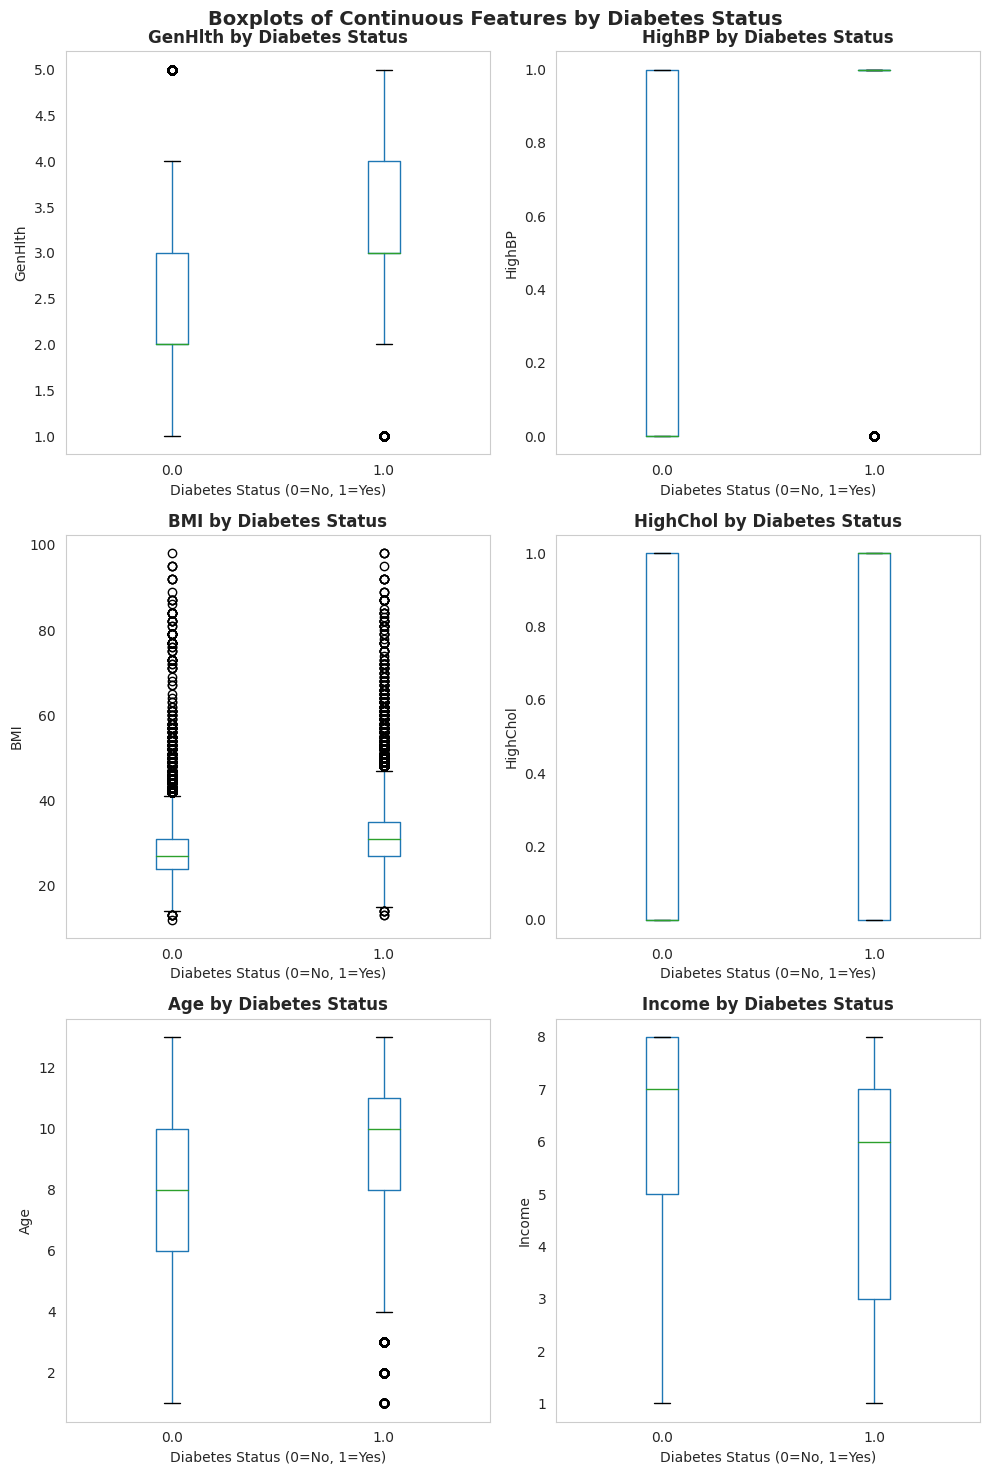 Boxplots of Continuous Features by Diabetes Status
GenHlth by Diabetes Status
5.0
4.5
4.0
3.5
3.0
2.5
2.0
1.5
1.0
GenHlth
0.0 1.0
Diabetes Status (0=No, 1=Yes)
HighBP by Diabetes Status
1.0
0.8
0.6
0.4
0.2
0.0
HighBP
0.0 1.0
Diabetes Status (0=No, 1=Yes)
BMI by Diabetes Status
100
80
60
40
20
BMI
0.0 1.0
Diabetes Status (0=No, 1=Yes)
HighChol by Diabetes Status
1.0
0.8
0.6
0.4
0.2
0.0
HighChol
0.0 1.0
Diabetes Status (0=No, 1=Yes)
Age by Diabetes Status
12
10
8
6
4
2
Age
0.0 1.0
Diabetes Status (0=No, 1=Yes)
Income by Diabetes Status
8
7
6
5
4
3
2
1
Income
0.0 1.0
Diabetes Status (0=No, 1=Yes)